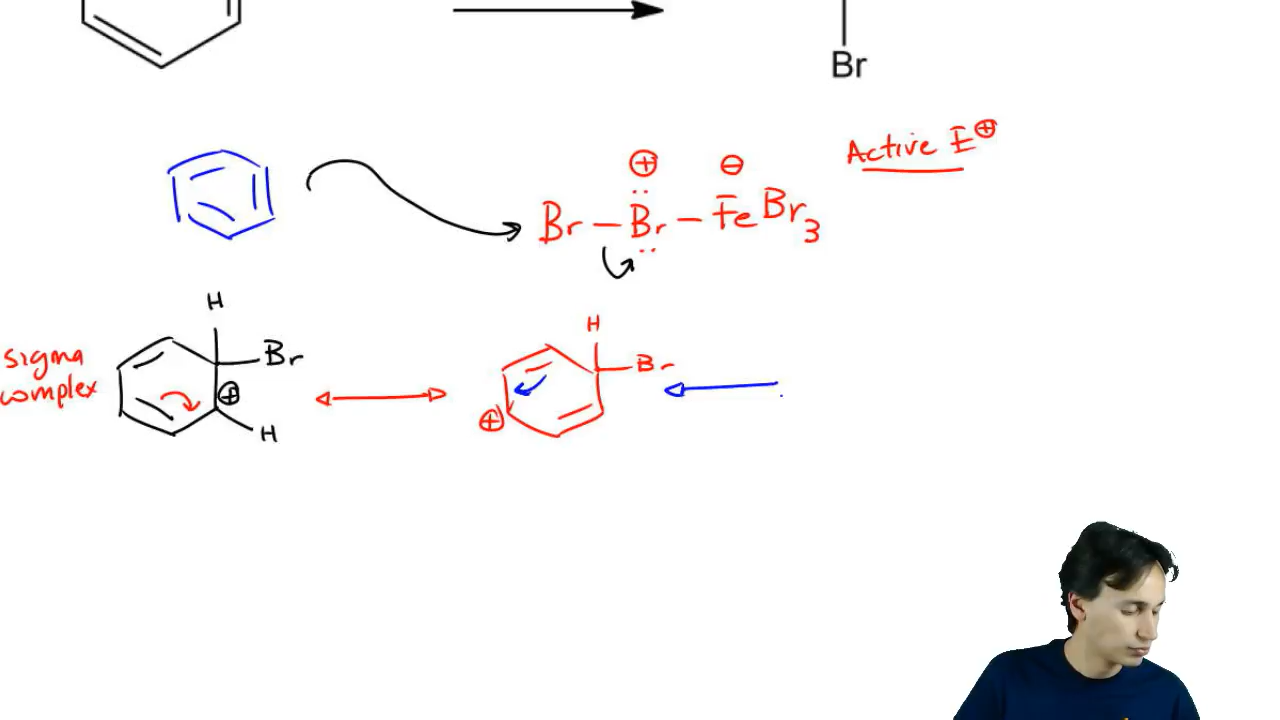 Br
Active E⊕
⊕ ⊖
Br – Br – FeBr3
H
sigma
complex
Br
⊕
H
H
Br
⊕